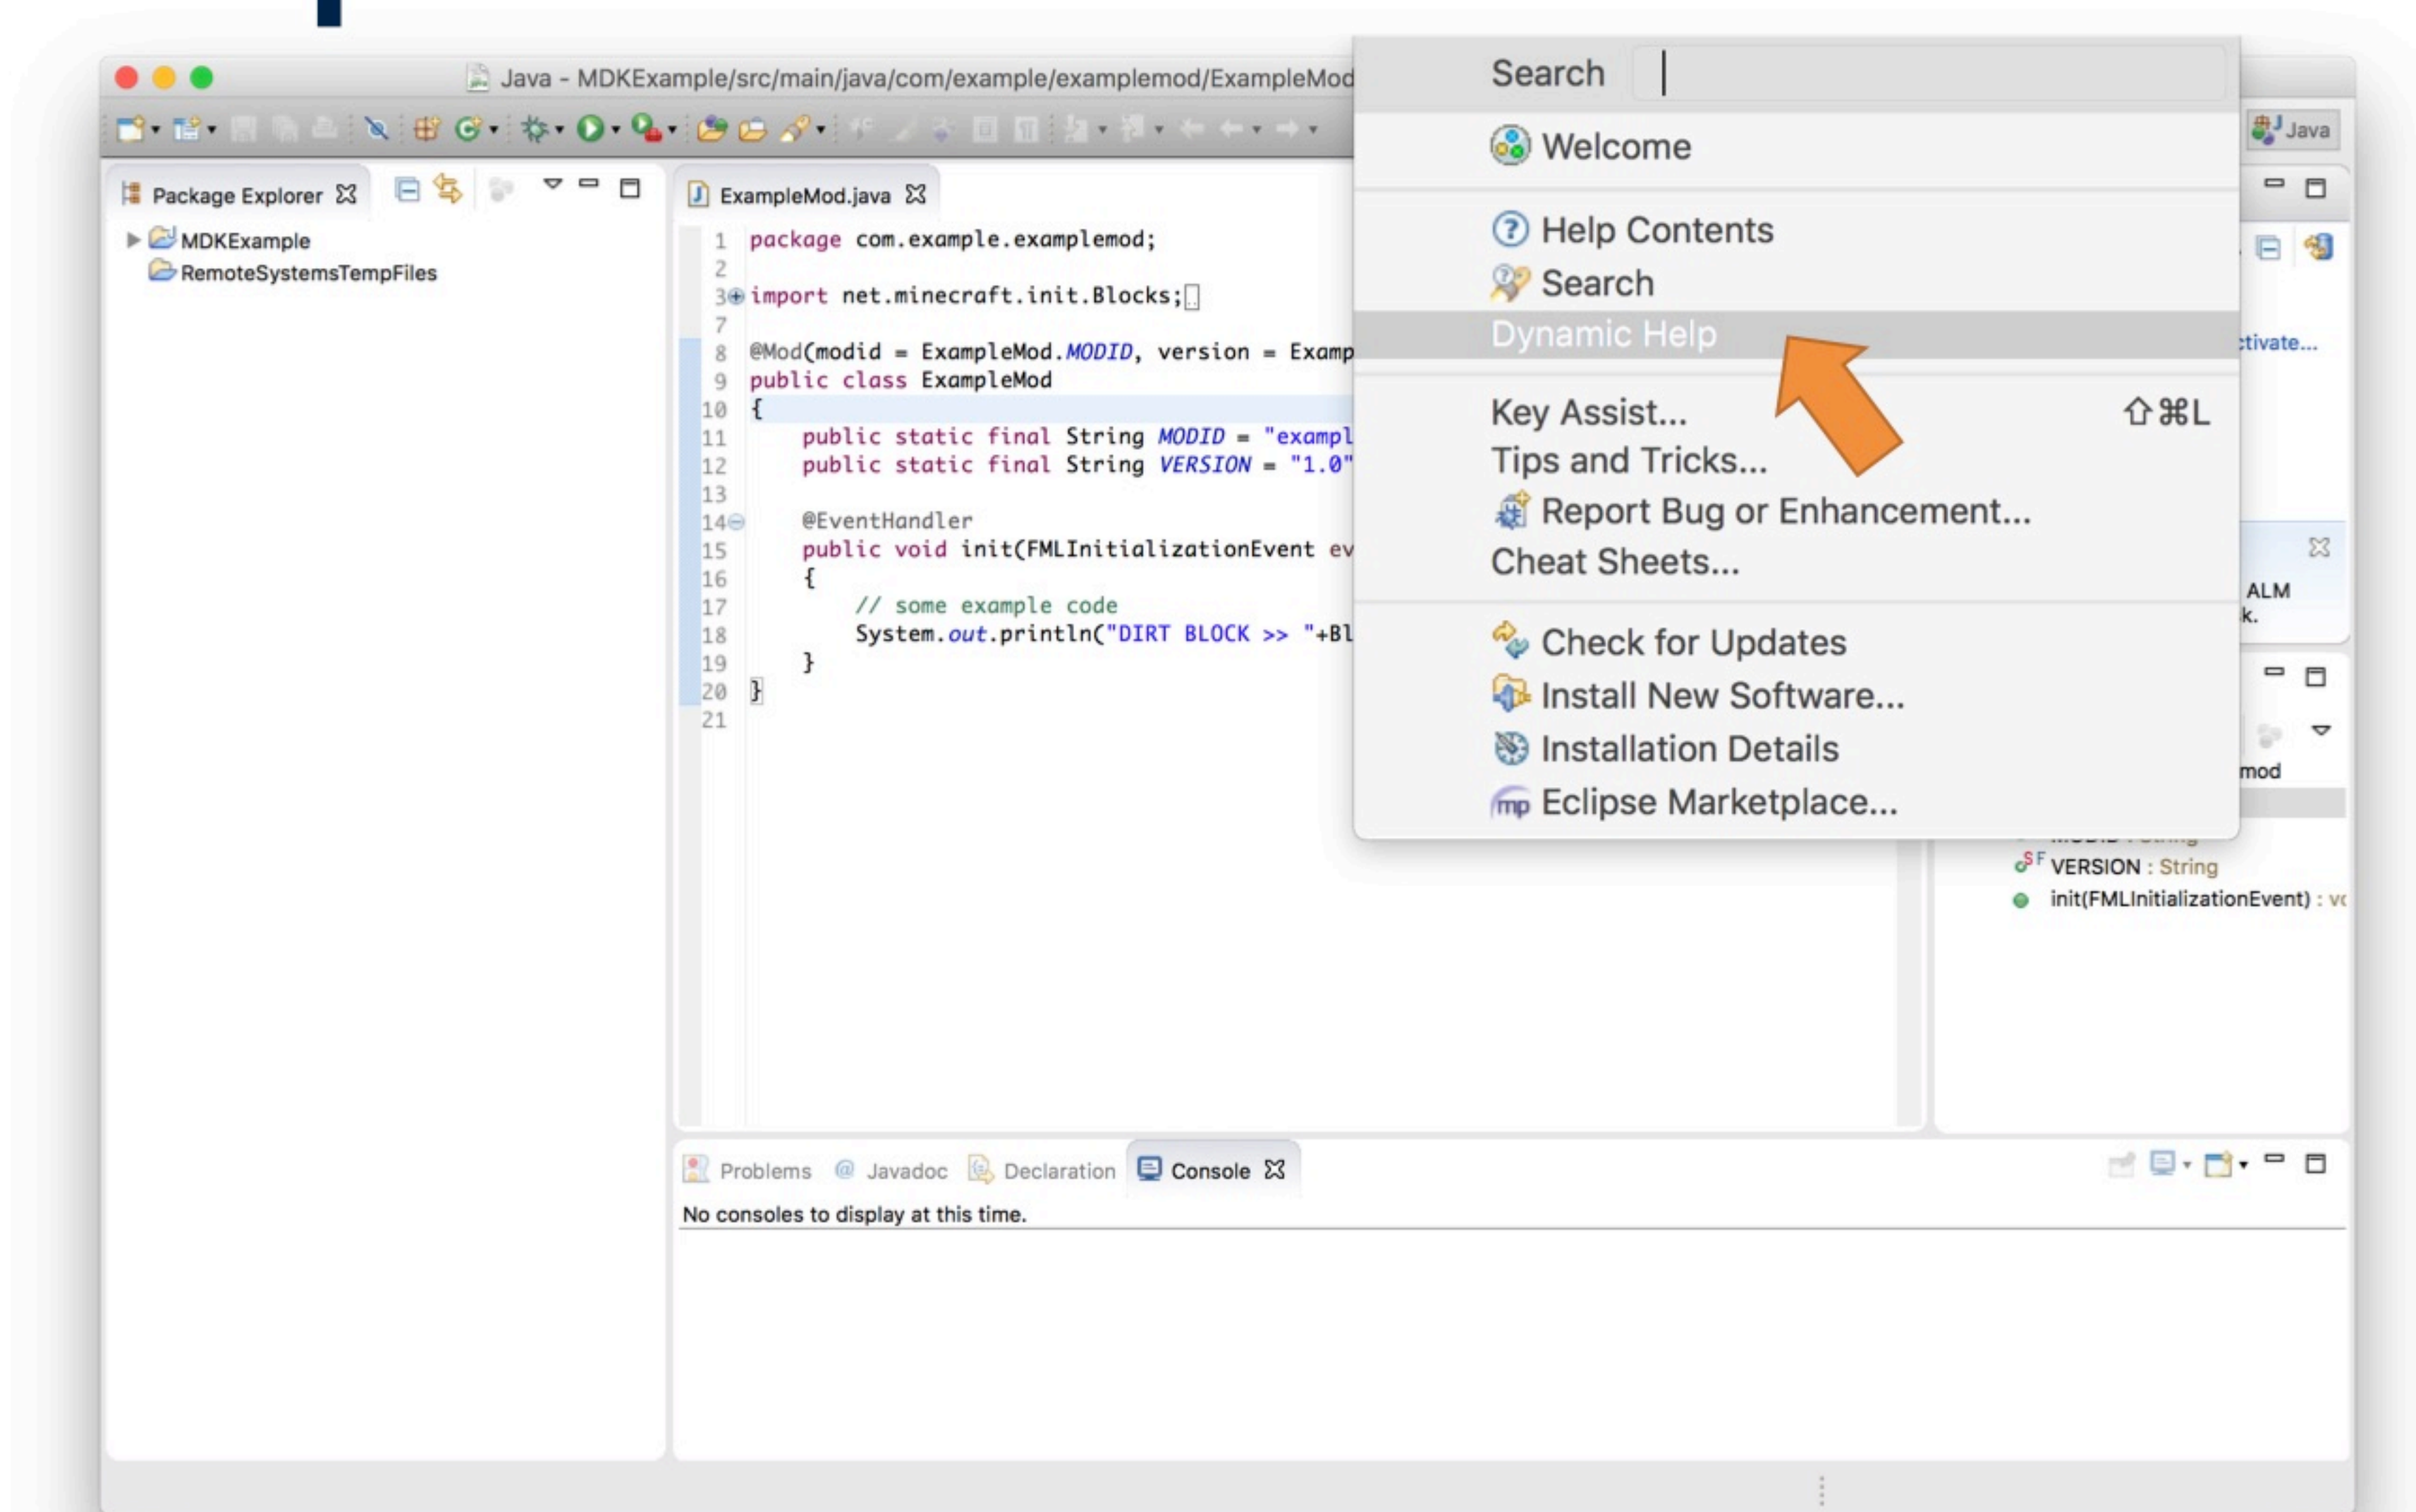 Java - MDKExample/src/main/java/com/example/examplemod/ExampleMod
Java
Package Explorer
MDKExample
RemoteSystemsTempFiles
ExampleMod.java
1 package com.example.examplemod;
2
3 import net.minecraft.init.Blocks;
7
8 @Mod(modid = ExampleMod.MODID, version = Examp
9 public class ExampleMod
10 {
11 public static final String MODID = "exampl
12 public static final String VERSION = "1.0"
13
14 @EventHandler
15 public void init(FMLInitializationEvent ev
16 {
17 // some example code
18 System.out.println("DIRT BLOCK >> "+Bl
19 }
20 }
21
Search
Welcome
Help Contents
Search
Dynamic Help
Key Assist... ⇧⌘L
Tips and Tricks...
Report Bug or Enhancement...
Cheat Sheets...
Check for Updates
Install New Software...
Installation Details
mp Eclipse Marketplace...
ctivate...
ALM
k.
mod
VERSION : String
init(FMLInitializationEvent) : vo
Problems @ Javadoc Declaration Console
No consoles to display at this time.